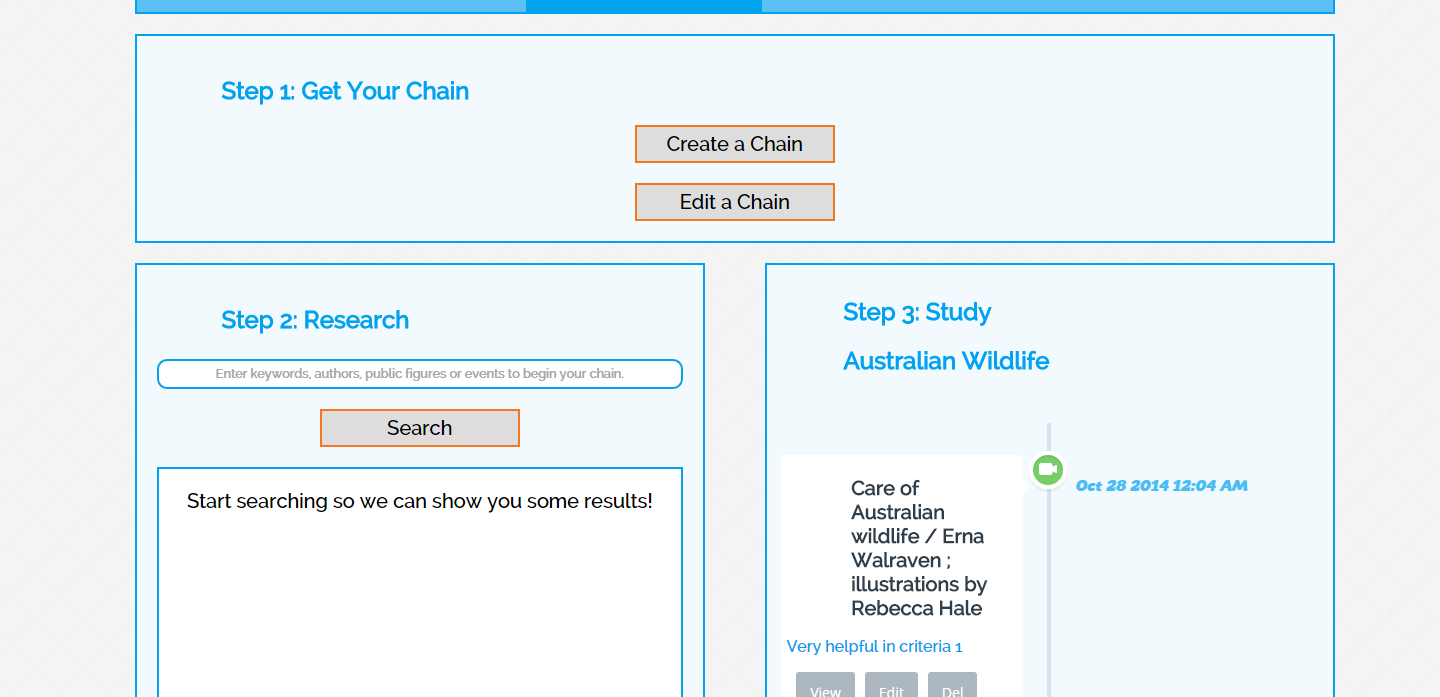 Step 1: Get Your Chain
Create a Chain
Edit a Chain
Step 2: Research
Enter keywords, authors, public figures or events to begin your chain.
Search
Start searching so we can show you some results!
Step 3: Study
Australian Wildlife
Oct 28 2014 12:04 AM
Care of
Australian
wildlife / Erna
Walraven ;
illustrations by
Rebecca Hale
Very helpful in criteria 1
View
Edit
Del